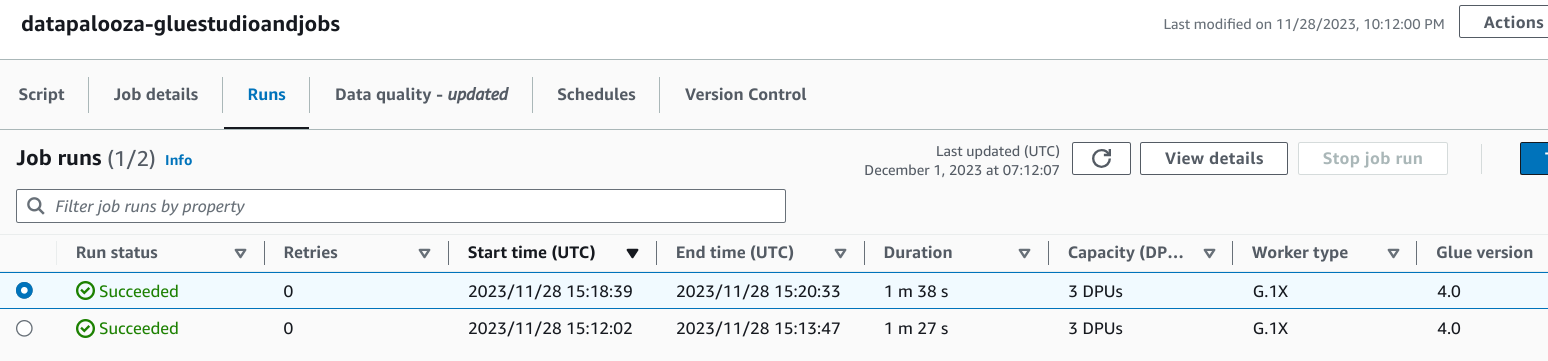 datapalooza-gluestudioandjobs
Last modified on 11/28/2023, 10:12:00 PM
Actions
Script Job details Runs Data quality - updated Schedules Version Control
Job runs (1/2) Info
Last updated (UTC)
December 1, 2023 at 07:12:07
View details Stop job run
Filter job runs by property
Run status Retries Start time (UTC) End time (UTC) Duration Capacity (DP... Worker type Glue version
Succeeded 0 2023/11/28 15:18:39 2023/11/28 15:20:33 1 m 38 s 3 DPUs G.1X 4.0
Succeeded 0 2023/11/28 15:12:02 2023/11/28 15:13:47 1 m 27 s 3 DPUs G.1X 4.0